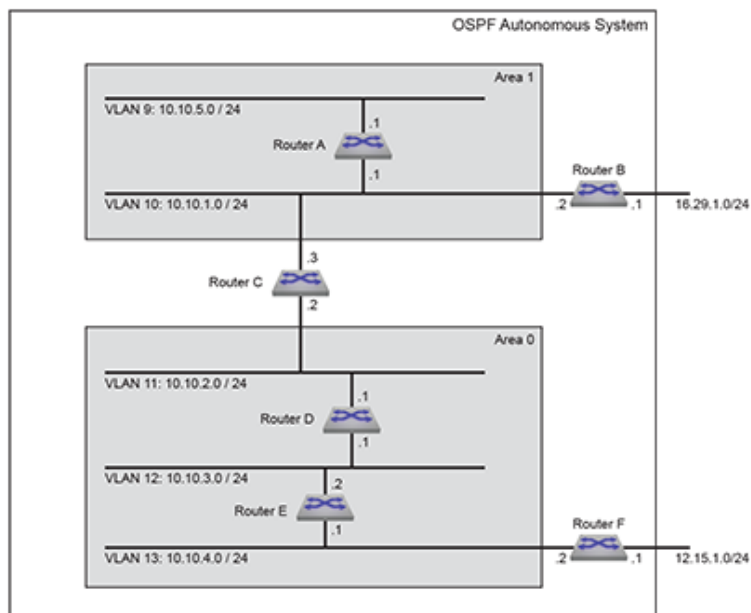 OSPF Autonomous System
Area 1
VLAN 9: 10.10.5.0 / 24
.1
Router A
.1
Router B
VLAN 10: 10.10.1.0 / 24
.2
.1
16.29.1.0/24
.3
Router C
.2
Area 0
VLAN 11: 10.10.2.0 / 24
.1
Router D
.1
VLAN 12: 10.10.3.0 / 24
.2
Router E
.1
Router F
VLAN 13: 10.10.4.0 / 24
.2
.1
12.15.1.0/24